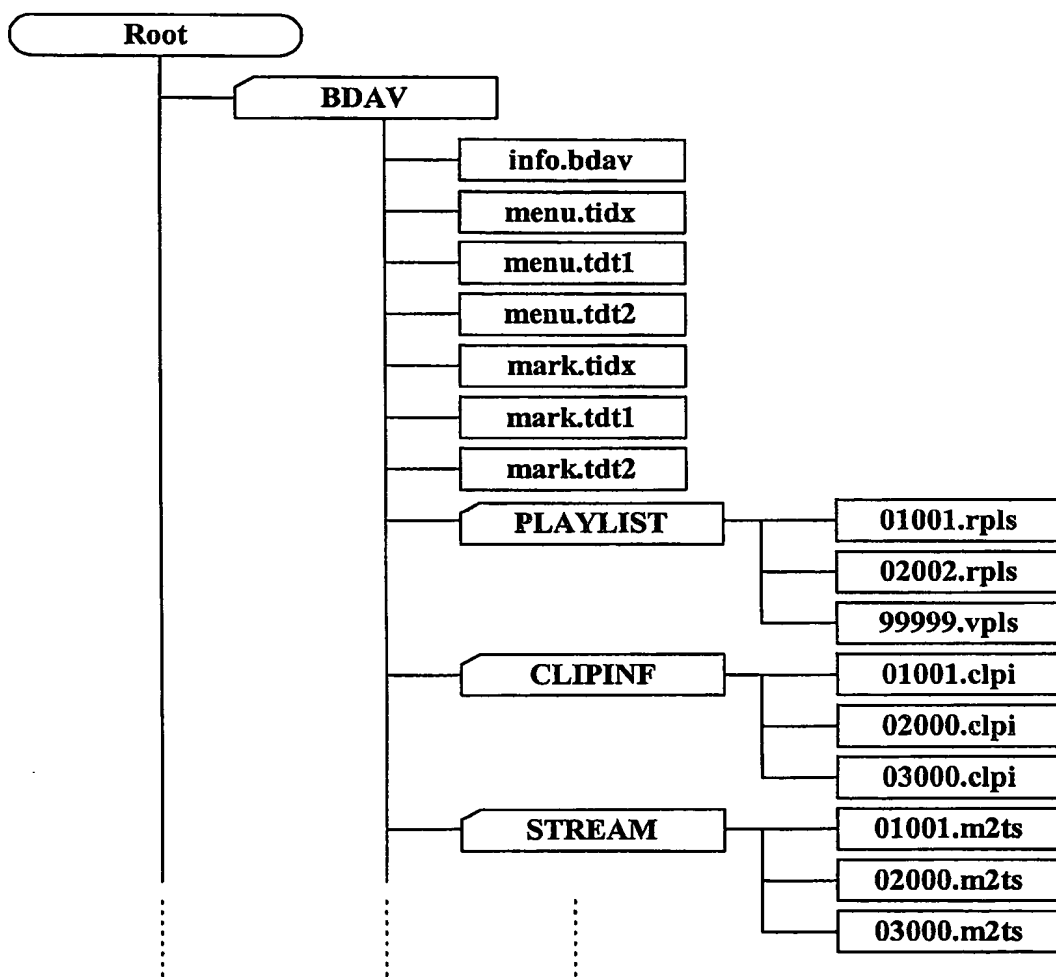 Root
BDAV
info.bdav
menu.tidx
menu.tdt1
menu.tdt2
mark.tidx
mark.tdt1
mark.tdt2
PLAYLIST
01001.rpls
02002.rpls
99999.vpls
CLIPINF
01001.clpi
02000.clpi
03000.clpi
STREAM
01001.m2ts
02000.m2ts
03000.m2ts